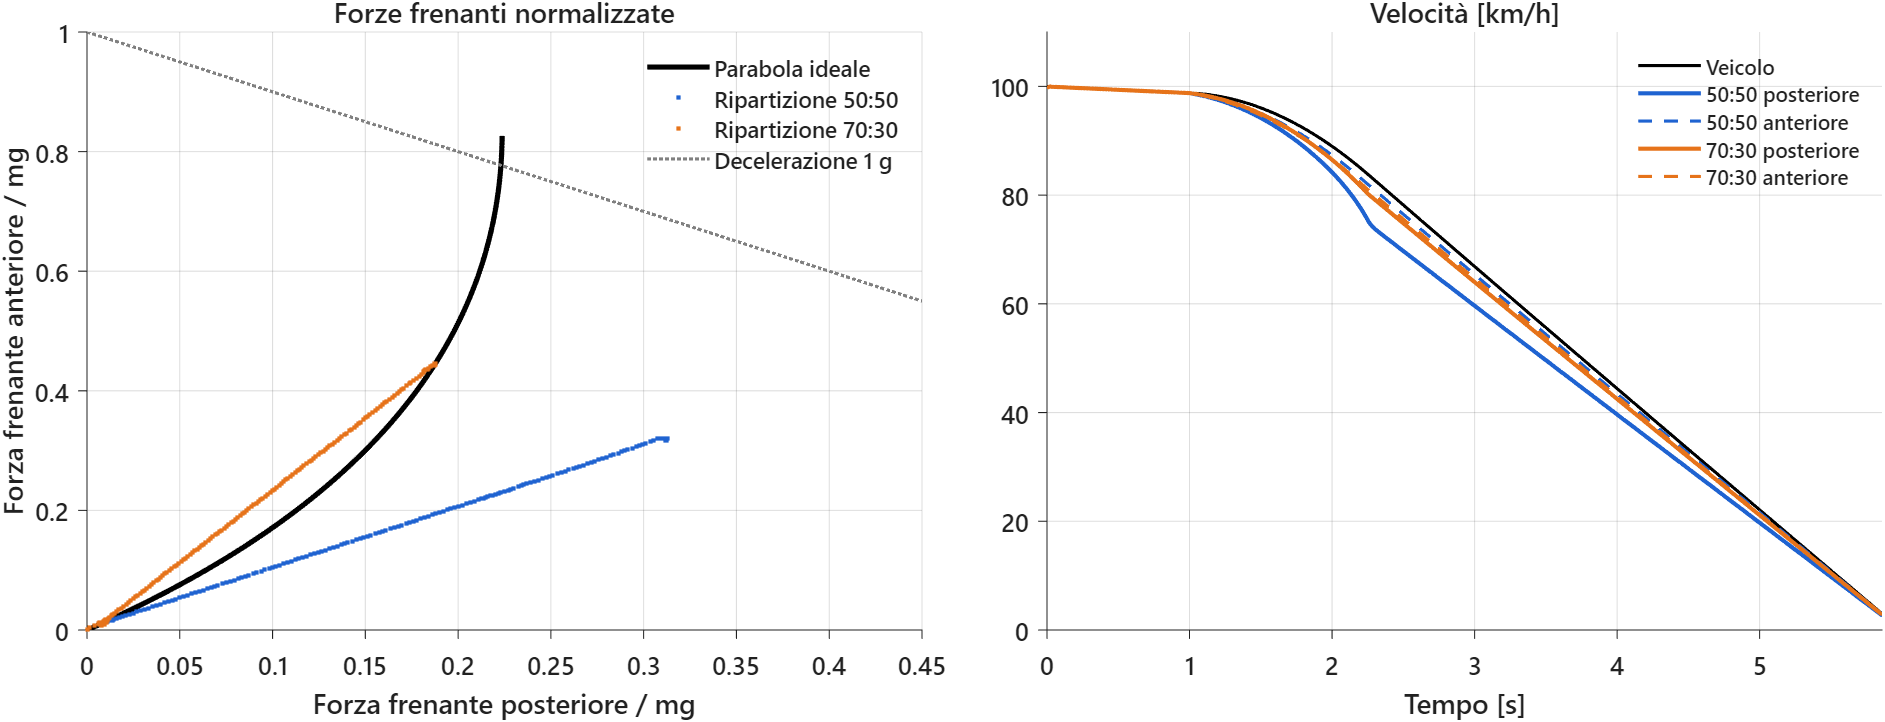 Forze frenanti normalizzate
Forza frenante anteriore / mg
1
0.8
0.6
0.4
0.2
0
Parabola ideale
Ripartizione 50:50
Ripartizione 70:30
Decelerazione 1 g
0 0.05 0.1 0.15 0.2 0.25 0.3 0.35 0.4 0.45
Forza frenante posteriore / mg
Velocità [km/h]
100
80
60
40
20
0
Veicolo
50:50 posteriore
50:50 anteriore
70:30 posteriore
70:30 anteriore
0 1 2 3 4 5
Tempo [s]